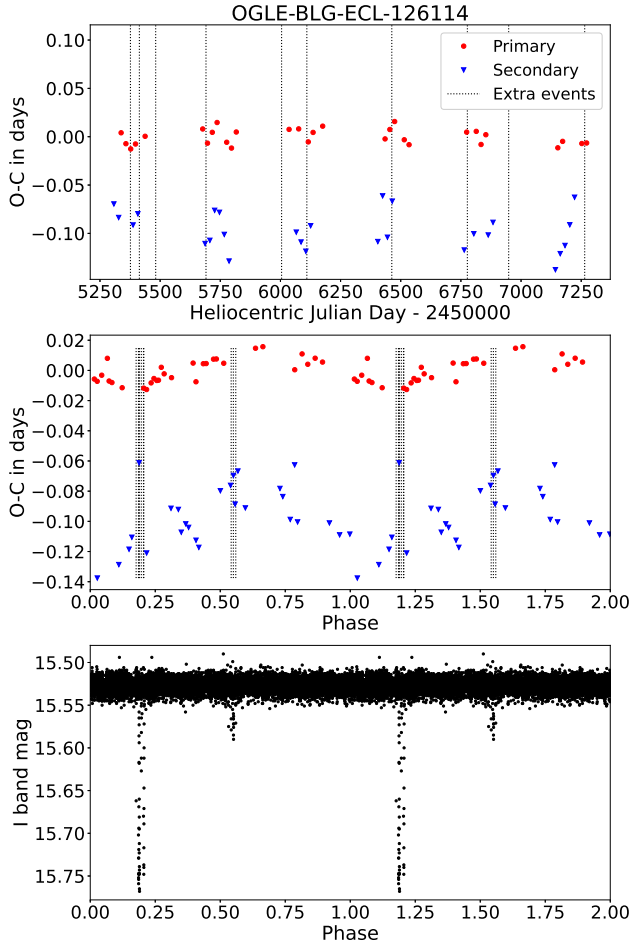 OGLE-BLG-ECL-126114
0.10
0.05
0.00
−0.05
−0.10
O-C in days
Primary
Secondary
Extra events
5250 5500 5750 6000 6250 6500 6750 7000 7250
Heliocentric Julian Day - 2450000
0.02
0.00
−0.02
−0.04
−0.06
−0.08
−0.10
−0.12
−0.14
O-C in days
0.00 0.25 0.50 0.75 1.00 1.25 1.50 1.75 2.00
Phase
15.50
15.55
15.60
15.65
15.70
15.75
I band mag
0.00 0.25 0.50 0.75 1.00 1.25 1.50 1.75 2.00
Phase